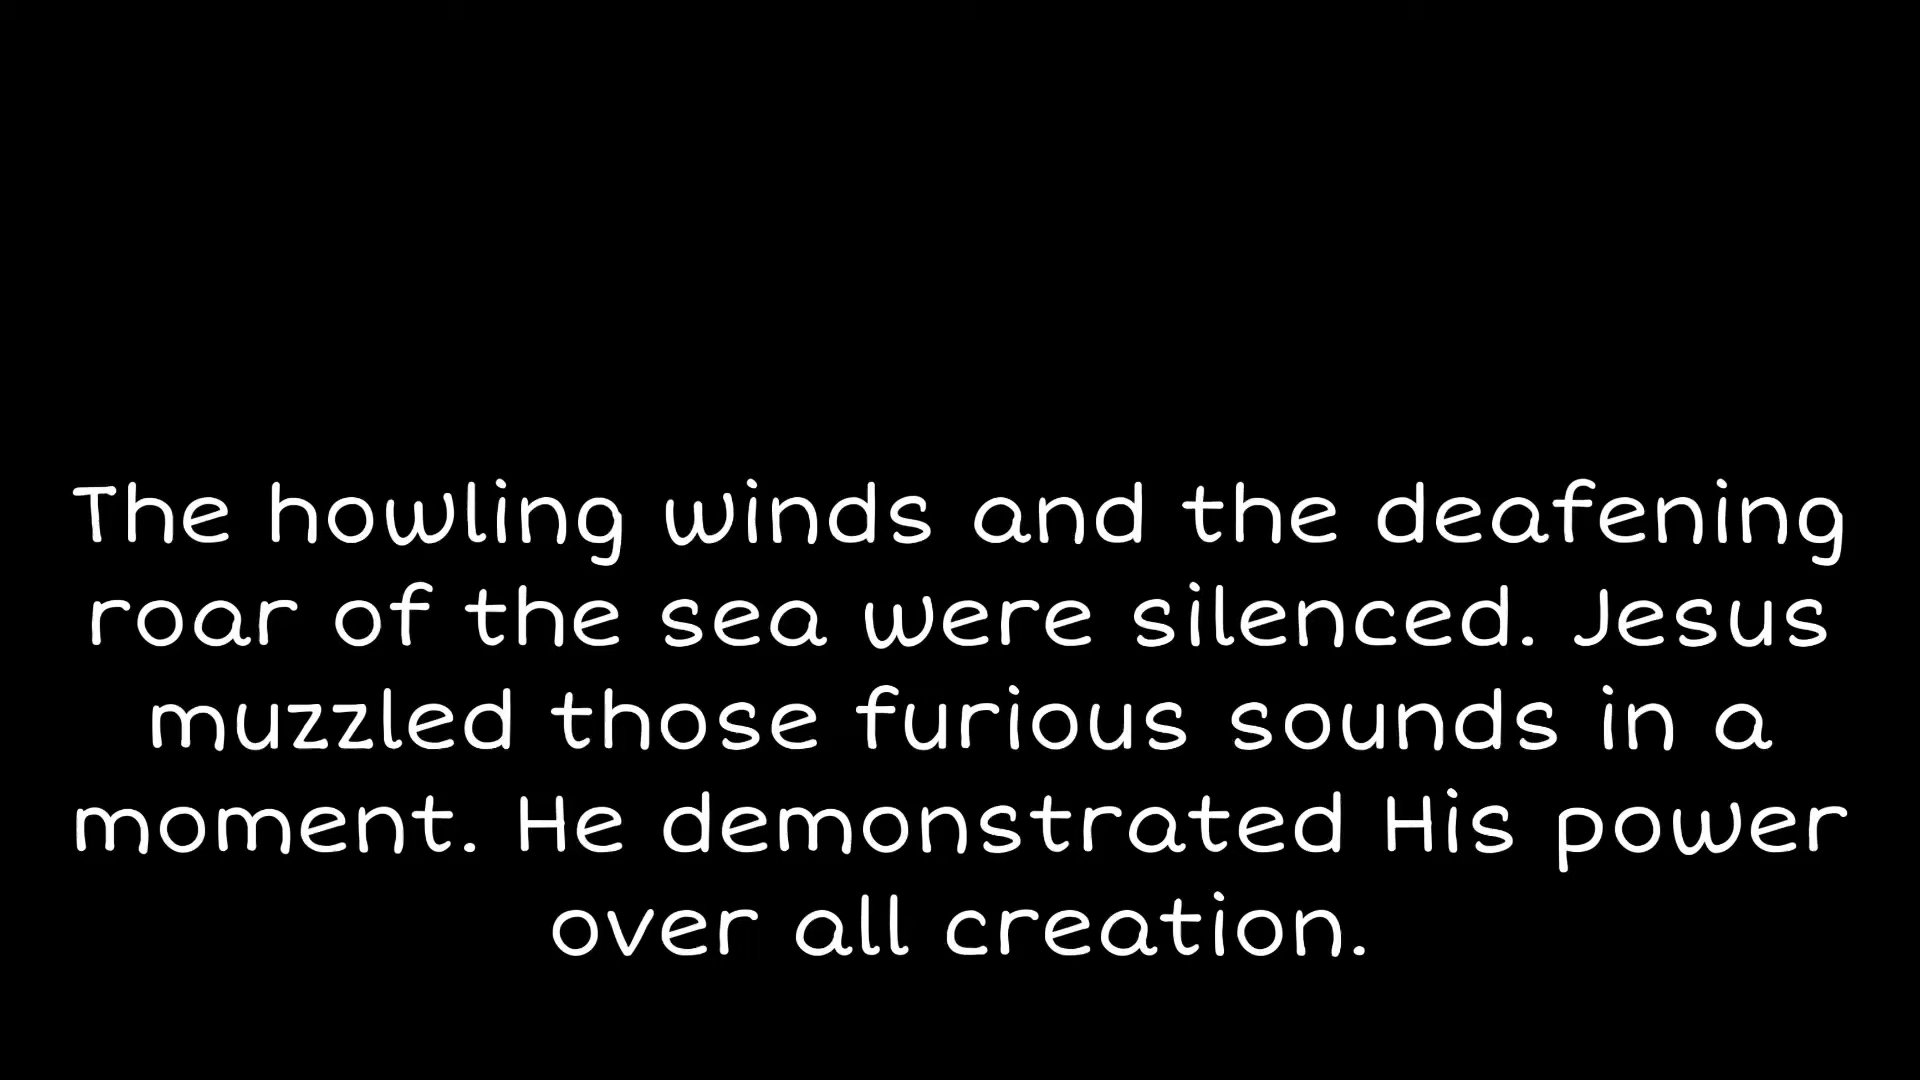 The howling winds and the deafening
roar of the sea were silenced. Jesus
muzzled those furious sounds in a
moment. He demonstrated His power
over all creation.